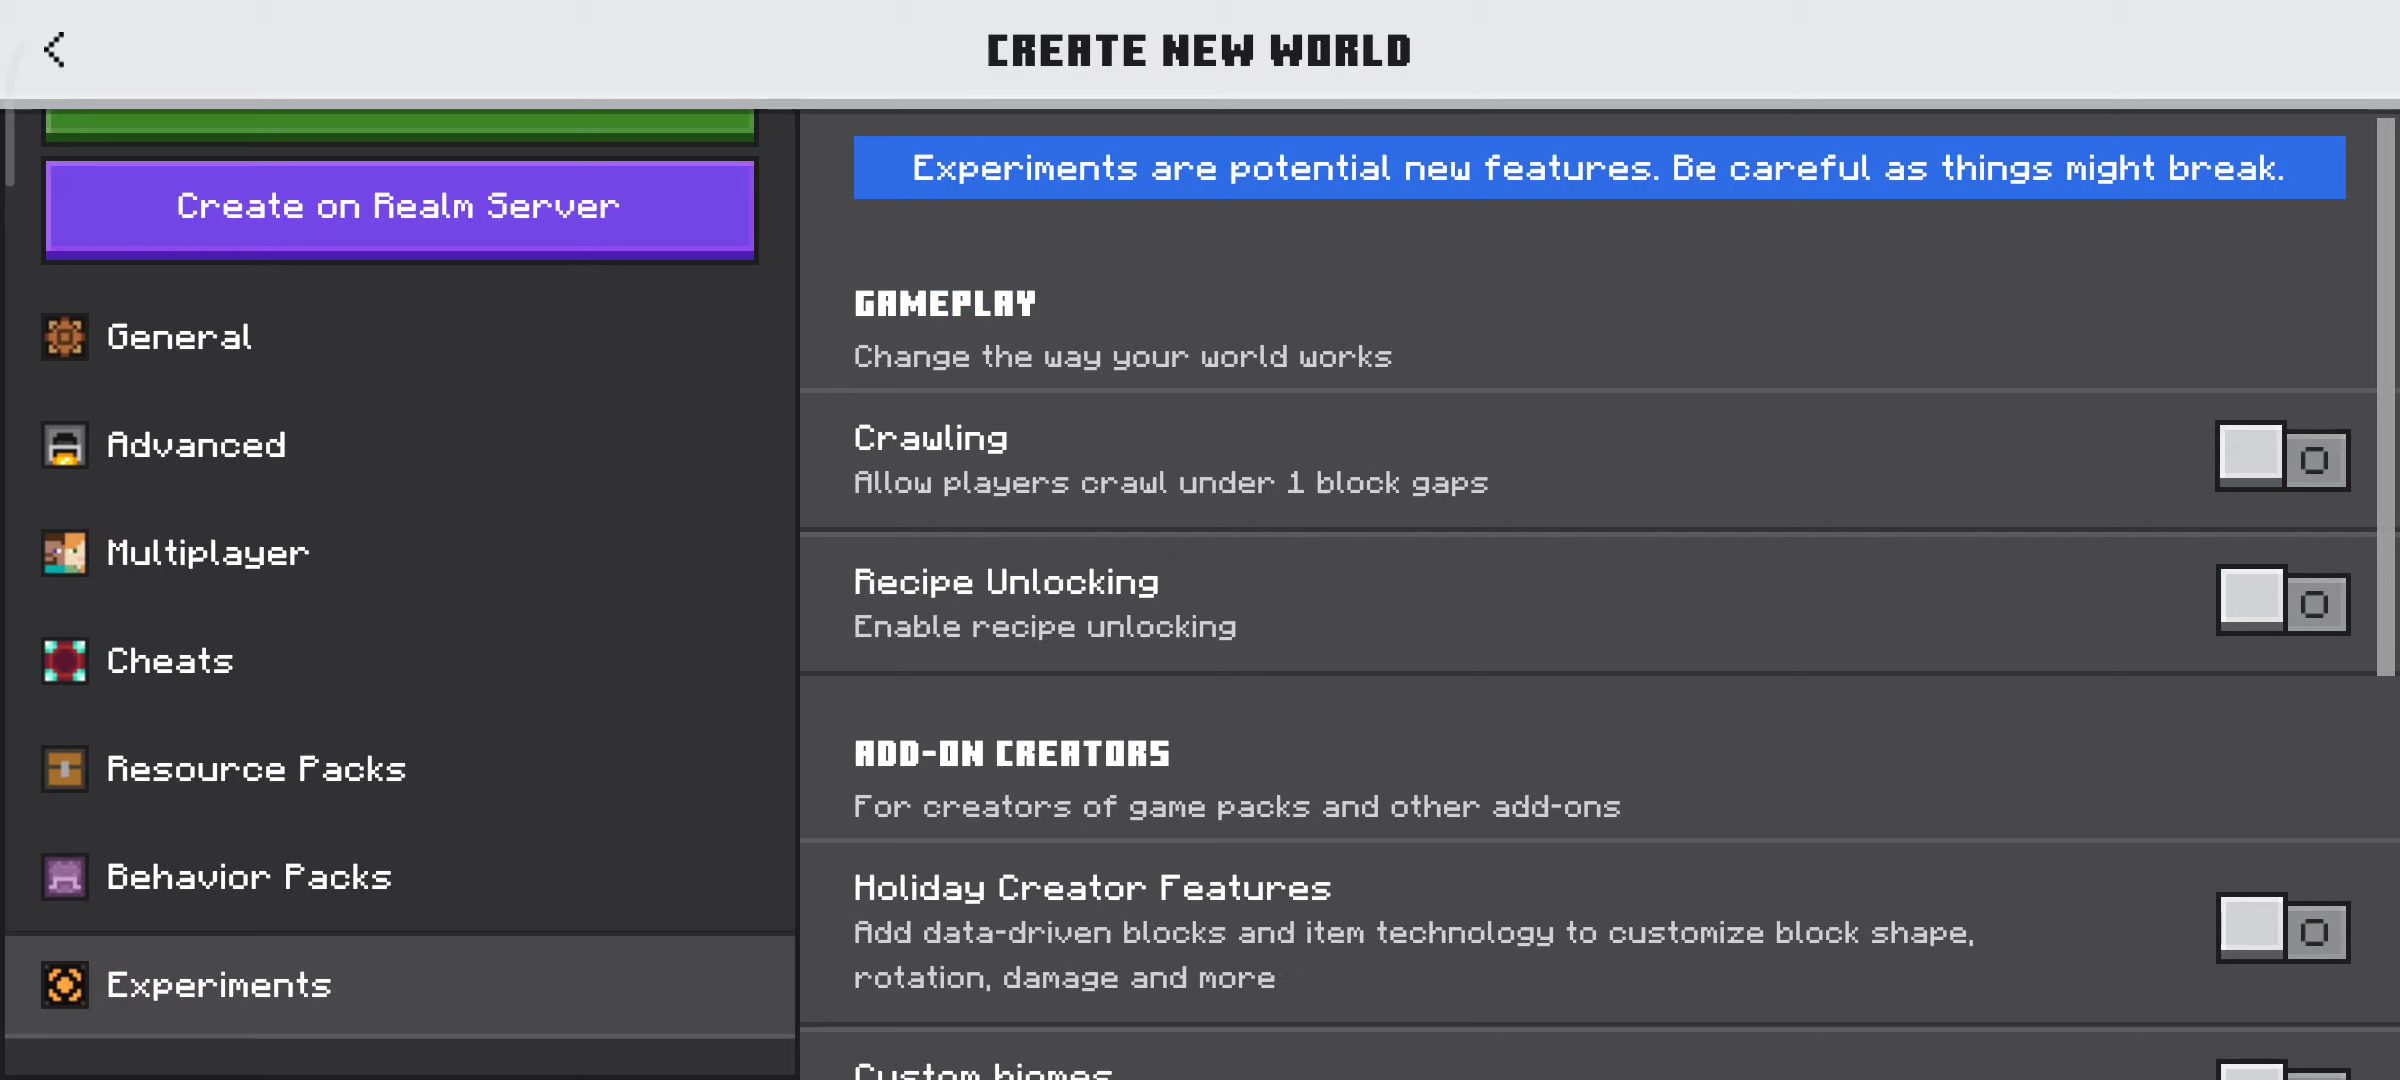 CREATE NEW WORLD
Create on Realm Server
General
Advanced
Multiplayer
Cheats
Resource Packs
Behavior Packs
Experiments
Experiments are potential new features. Be careful as things might break.
GAMEPLAY
Change the way your world works
Crawling
Allow players crawl under 1 block gaps
Recipe Unlocking
Enable recipe unlocking
ADD-ON CREATORS
For creators of game packs and other add-ons
Holiday Creator Features
Add data-driven blocks and item technology to customize block shape,
rotation, damage and more
Custom biomes